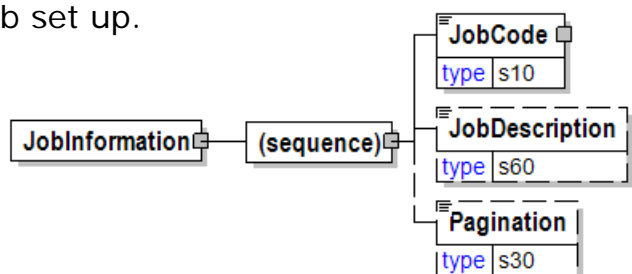 b set up.
JobCode
type s10
JobInformation
(sequence)
JobDescription
type s60
Pagination
type s30